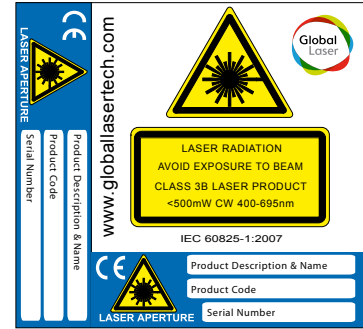 CE
LASER APERTURE
Product Description & Name
Product Code
Serial Number
www.globallasertech.com
Global
Laser
LASER RADIATION
AVOID EXPOSURE TO BEAM
CLASS 3B LASER PRODUCT
<500mW CW 400-695nm
IEC 60825-1:2007
CE
LASER APERTURE
Product Description & Name
Product Code
Serial Number